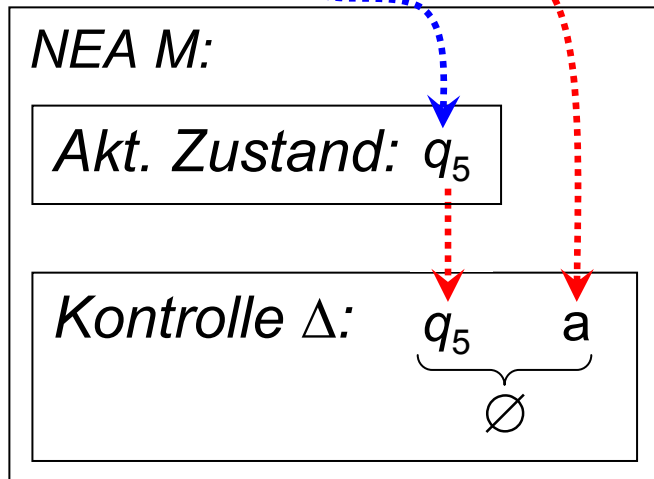 NEA M:
Akt. Zustand: q₅
Kontrolle Δ: q₅ a
∅